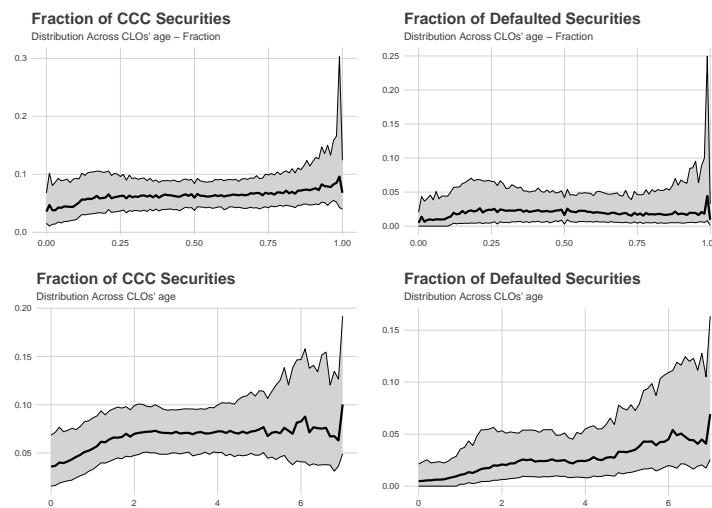 Fraction of CCC Securities
Distribution Across CLOs' age – Fraction
0.3
0.2
0.1
0.0
0.00 0.25 0.50 0.75 1.00
Fraction of Defaulted Securities
Distribution Across CLOs' age – Fraction
0.25
0.20
0.15
0.10
0.05
0.00
0.00 0.25 0.50 0.75 1.0
Fraction of CCC Securities
Distribution Across CLOs' age
0.20
0.15
0.10
0.05
0 2 4 6
Fraction of Defaulted Securities
Distribution Across CLOs' age
0.15
0.10
0.05
0.00
0 2 4 6